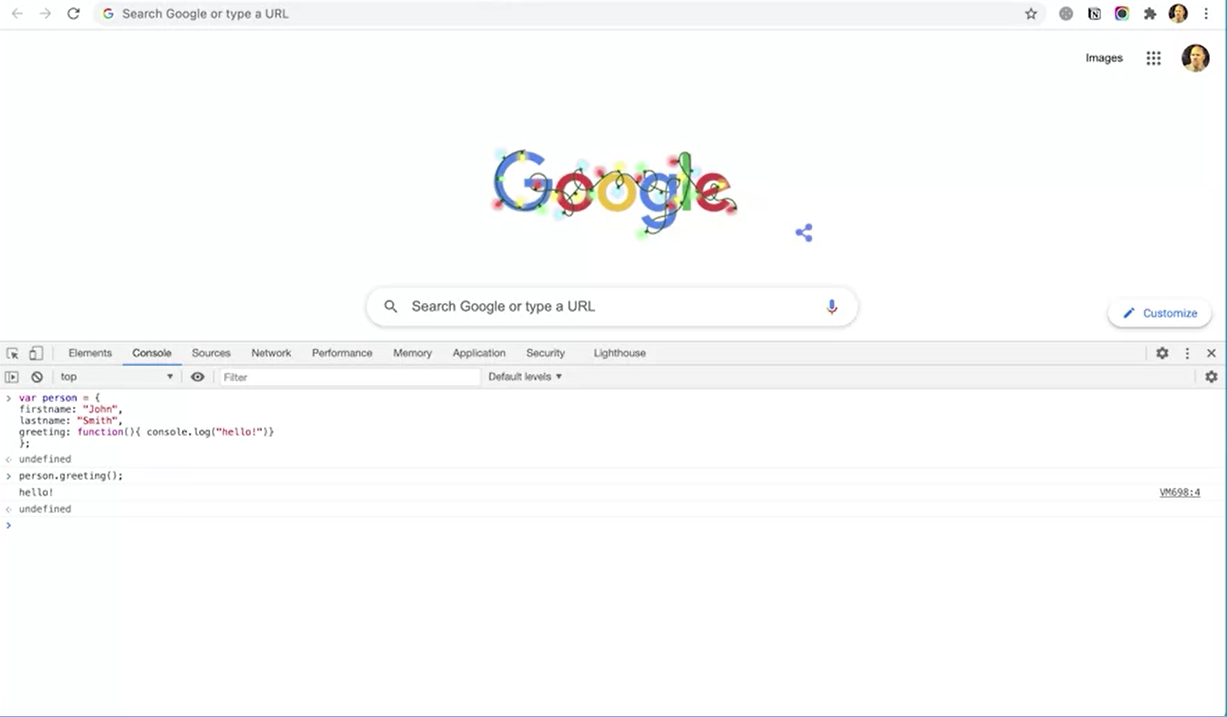 Search Google or type a URL
Images
Google
Search Google or type a URL
Customize
Elements Console Sources Network Performance Memory Application Security Lighthouse
top Filter Default levels
> var person = {
firstname: "John",
lastname: "Smith",
greeting: function(){ console.log("hello!")}
};
undefined
> person.greeting();
hello! VM698:4
undefined
>